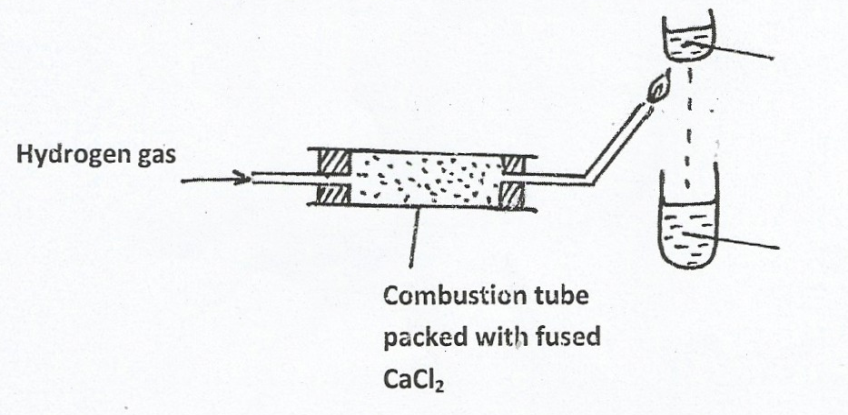 Hydrogen gas
Combustion tube
packed with fused
CaCl₂